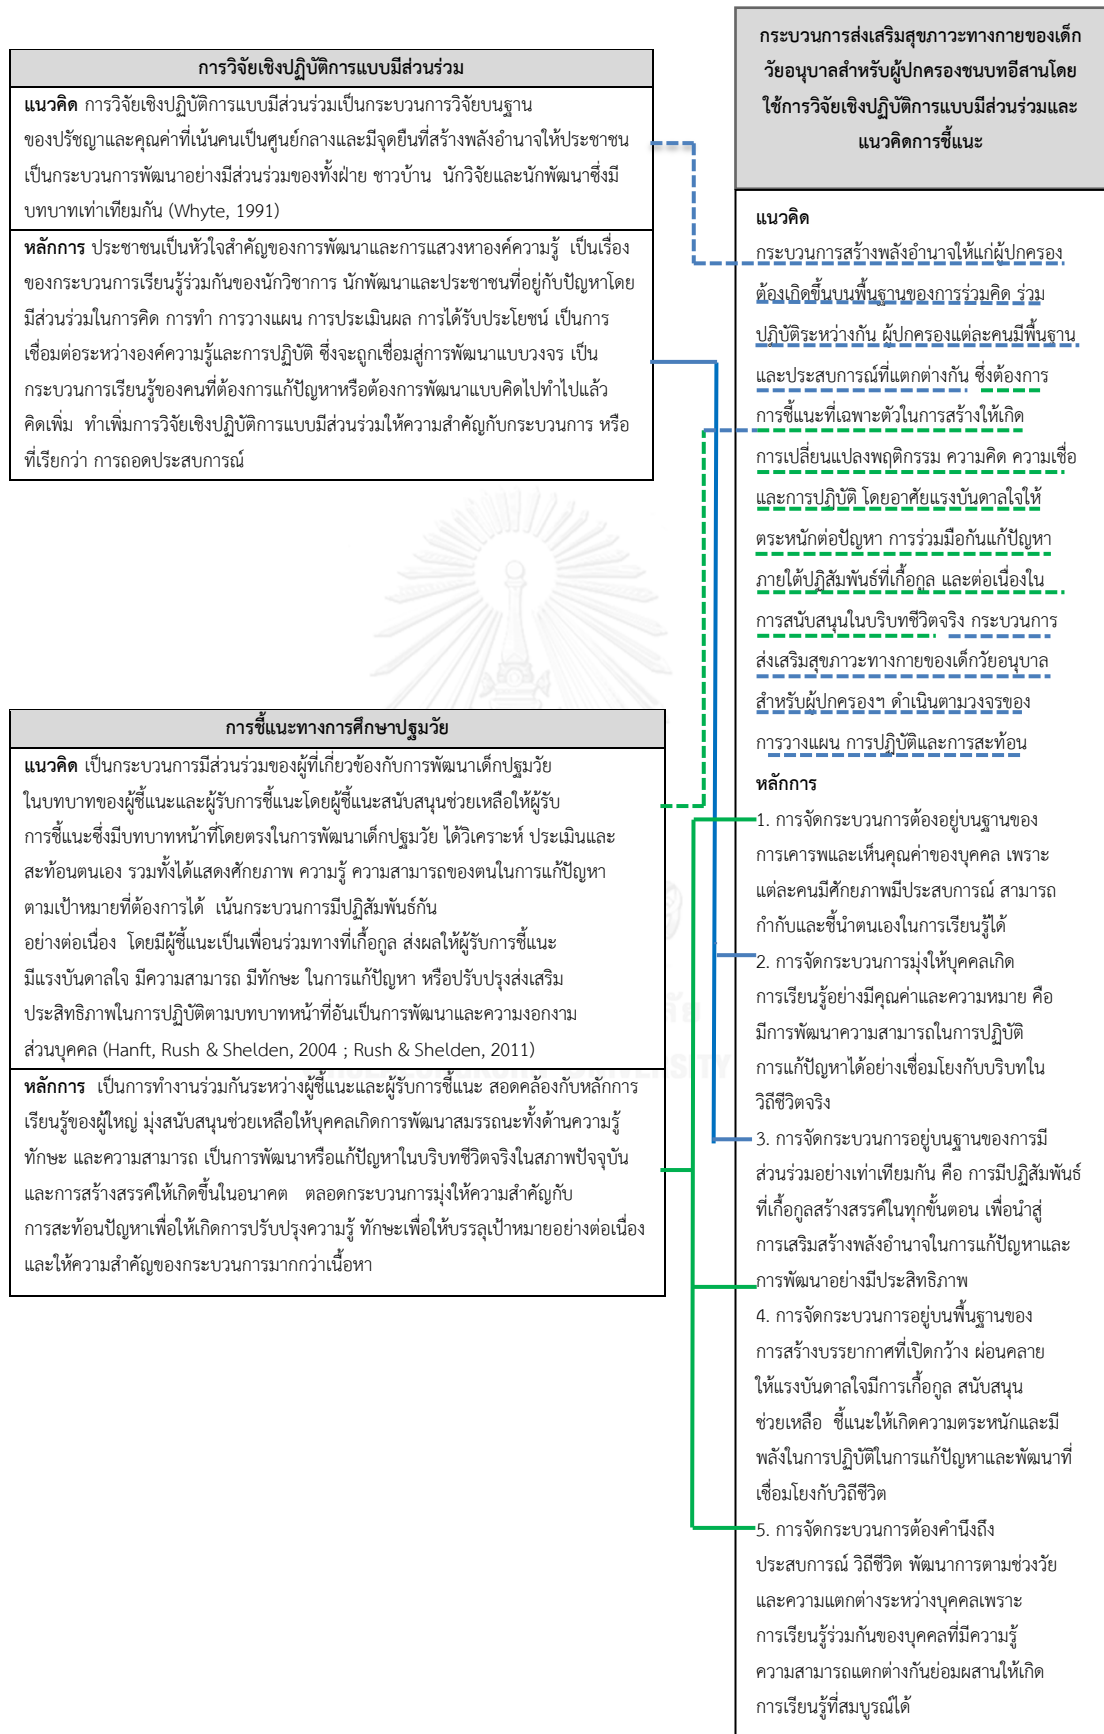 การวิจัยเชิงปฏิบัติการแบบมีส่วนร่วม
แนวคิด การวิจัยเชิงปฏิบัติการแบบมีส่วนร่วมเป็นกระบวนการวิจัยบนฐาน
ของปรัชญาและคุณค่าที่เน้นคนเป็นศูนย์กลางและมีจุดยืนที่สร้างพลังอำนาจให้ประชาชน
เป็นกระบวนการพัฒนาอย่างมีส่วนร่วมของทั้งฝ่าย ชาวบ้าน นักวิจัยและนักพัฒนาซึ่งมี
บทบาทเท่าเทียมกัน (Whyte, 1991)
หลักการ ประชาชนเป็นหัวใจสำคัญของการพัฒนาและการแสวงหาองค์ความรู้ เป็นเรื่อง
ของกระบวนการเรียนรู้ร่วมกันของนักวิชาการ นักพัฒนาและประชาชนที่อยู่กับปัญหาโดย
มีส่วนร่วมในการคิด การทำ การวางแผน การประเมินผล การได้รับประโยชน์ เป็นการ
เชื่อมต่อระหว่างองค์ความรู้และการปฏิบัติ ซึ่งจะถูกเชื่อมสู่การพัฒนาแบบวงจร เป็น
กระบวนการเรียนรู้ของคนที่ต้องการแก้ปัญหาหรือต้องการพัฒนาแบบคิดไปทำไปแล้ว
คิดเพิ่ม ทำเพิ่มการวิจัยเชิงปฏิบัติการแบบมีส่วนร่วมให้ความสำคัญกับกระบวนการ หรือ
ที่เรียกว่า การถอดประสบการณ์
การชี้แนะทางการศึกษาปฐมวัย
แนวคิด เป็นกระบวนการมีส่วนร่วมของผู้ที่เกี่ยวข้องกับการพัฒนาเด็กปฐมวัย
ในบทบาทของผู้ชี้แนะและผู้รับการชี้แนะโดยผู้ชี้แนะสนับสนุนช่วยเหลือให้ผู้รับ
การชี้แนะซึ่งมีบทบาทหน้าที่โดยตรงในการพัฒนาเด็กปฐมวัย ได้วิเคราะห์ ประเมินและ
สะท้อนตนเอง รวมทั้งได้แสดงศักยภาพ ความรู้ ความสามารถของตนในการแก้ปัญหา
ตามเป้าหมายที่ต้องการได้ เน้นกระบวนการมีปฏิสัมพันธ์กัน
อย่างต่อเนื่อง โดยมีผู้ชี้แนะเป็นเพื่อนร่วมทางที่เกื้อกูล ส่งผลให้ผู้รับการชี้แนะ
มีแรงบันดาลใจ มีความสามารถ มีทักษะ ในการแก้ปัญหา หรือปรับปรุงส่งเสริม
ประสิทธิภาพในการปฏิบัติตามบทบาทหน้าที่อันเป็นการพัฒนาและความงอกงาม
ส่วนบุคคล (Hanft, Rush & Shelden, 2004 ; Rush & Shelden, 2011)
หลักการ เป็นการทำงานร่วมกันระหว่างผู้ชี้แนะและผู้รับการชี้แนะ สอดคล้องกับหลักการ
เรียนรู้ของผู้ใหญ่ มุ่งสนับสนุนช่วยเหลือให้บุคคลเกิดการพัฒนาสมรรถนะทั้งด้านความรู้
ทักษะ และความสามารถ เป็นการพัฒนาหรือแก้ปัญหาในบริบทชีวิตจริงในสภาพปัจจุบัน
และการสร้างสรรค์ให้เกิดขึ้นในอนาคต ตลอดกระบวนการมุ่งให้ความสำคัญกับ
การสะท้อนปัญหาเพื่อให้เกิดการปรับปรุงความรู้ ทักษะเพื่อให้บรรลุเป้าหมายอย่างต่อเนื่อง
และให้ความสำคัญของกระบวนการมากกว่าเนื้อหา
กระบวนการส่งเสริมสุขภาวะทางกายของเด็ก
วัยอนุบาลสำหรับผู้ปกครองชนบทอีสานโดย
ใช้การวิจัยเชิงปฏิบัติการแบบมีส่วนร่วมและ
แนวคิดการชี้แนะ
แนวคิด
กระบวนการสร้างพลังอำนาจให้แก่ผู้ปกครอง
ต้องเกิดขึ้นบนพื้นฐานของการร่วมคิด ร่วม
ปฏิบัติระหว่างกัน ผู้ปกครองแต่ละคนมีพื้นฐาน
และประสบการณ์ที่แตกต่างกัน ซึ่งต้องการ
การชี้แนะที่เฉพาะตัวในการสร้างให้เกิด
การเปลี่ยนแปลงพฤติกรรม ความคิด ความเชื่อ
และการปฏิบัติ โดยอาศัยแรงบันดาลใจให้
ตระหนักต่อปัญหา การร่วมมือกันแก้ปัญหา
ภายใต้ปฏิสัมพันธ์ที่เกื้อกูล และต่อเนื่องใน
การสนับสนุนในบริบทชีวิตจริง กระบวนการ
ส่งเสริมสุขภาวะทางกายของเด็กวัยอนุบาล
สำหรับผู้ปกครองฯ ดำเนินตามวงจรของ
การวางแผน การปฏิบัติและการสะท้อน
หลักการ
1. การจัดกระบวนการต้องอยู่บนฐานของ
การเคารพและเห็นคุณค่าของบุคคล เพราะ
แต่ละคนมีศักยภาพมีประสบการณ์ สามารถ
กำกับและชี้นำตนเองในการเรียนรู้ได้
2. การจัดกระบวนการมุ่งให้บุคคลเกิด
การเรียนรู้อย่างมีคุณค่าและความหมาย คือ
มีการพัฒนาความสามารถในการปฏิบัติ
การแก้ปัญหาได้อย่างเชื่อมโยงกับบริบทใน
วิถีชีวิตจริง
3. การจัดกระบวนการอยู่บนฐานของการมี
ส่วนร่วมอย่างเท่าเทียมกัน คือ การมีปฏิสัมพันธ์
ที่เกื้อกูลสร้างสรรค์ในทุกขั้นตอน เพื่อนำสู่
การเสริมสร้างพลังอำนาจในการแก้ปัญหาและ
การพัฒนาอย่างมีประสิทธิภาพ
4. การจัดกระบวนการอยู่บนพื้นฐานของ
การสร้างบรรยากาศที่เปิดกว้าง ผ่อนคลาย
ให้แรงบันดาลใจมีการเกื้อกูล สนับสนุน
ช่วยเหลือ ชี้แนะให้เกิดความตระหนักและมี
พลังในการปฏิบัติในการแก้ปัญหาและพัฒนาที่
เชื่อมโยงกับวิถีชีวิต
5. การจัดกระบวนการต้องคำนึงถึง
ประสบการณ์ วิถีชีวิต พัฒนาการตามช่วงวัย
และความแตกต่างระหว่างบุคคลเพราะ
การเรียนรู้ร่วมกันของบุคคลที่มีความรู้
ความสามารถแตกต่างกันย่อมผสานให้เกิด
การเรียนรู้ที่สมบูรณ์ได้